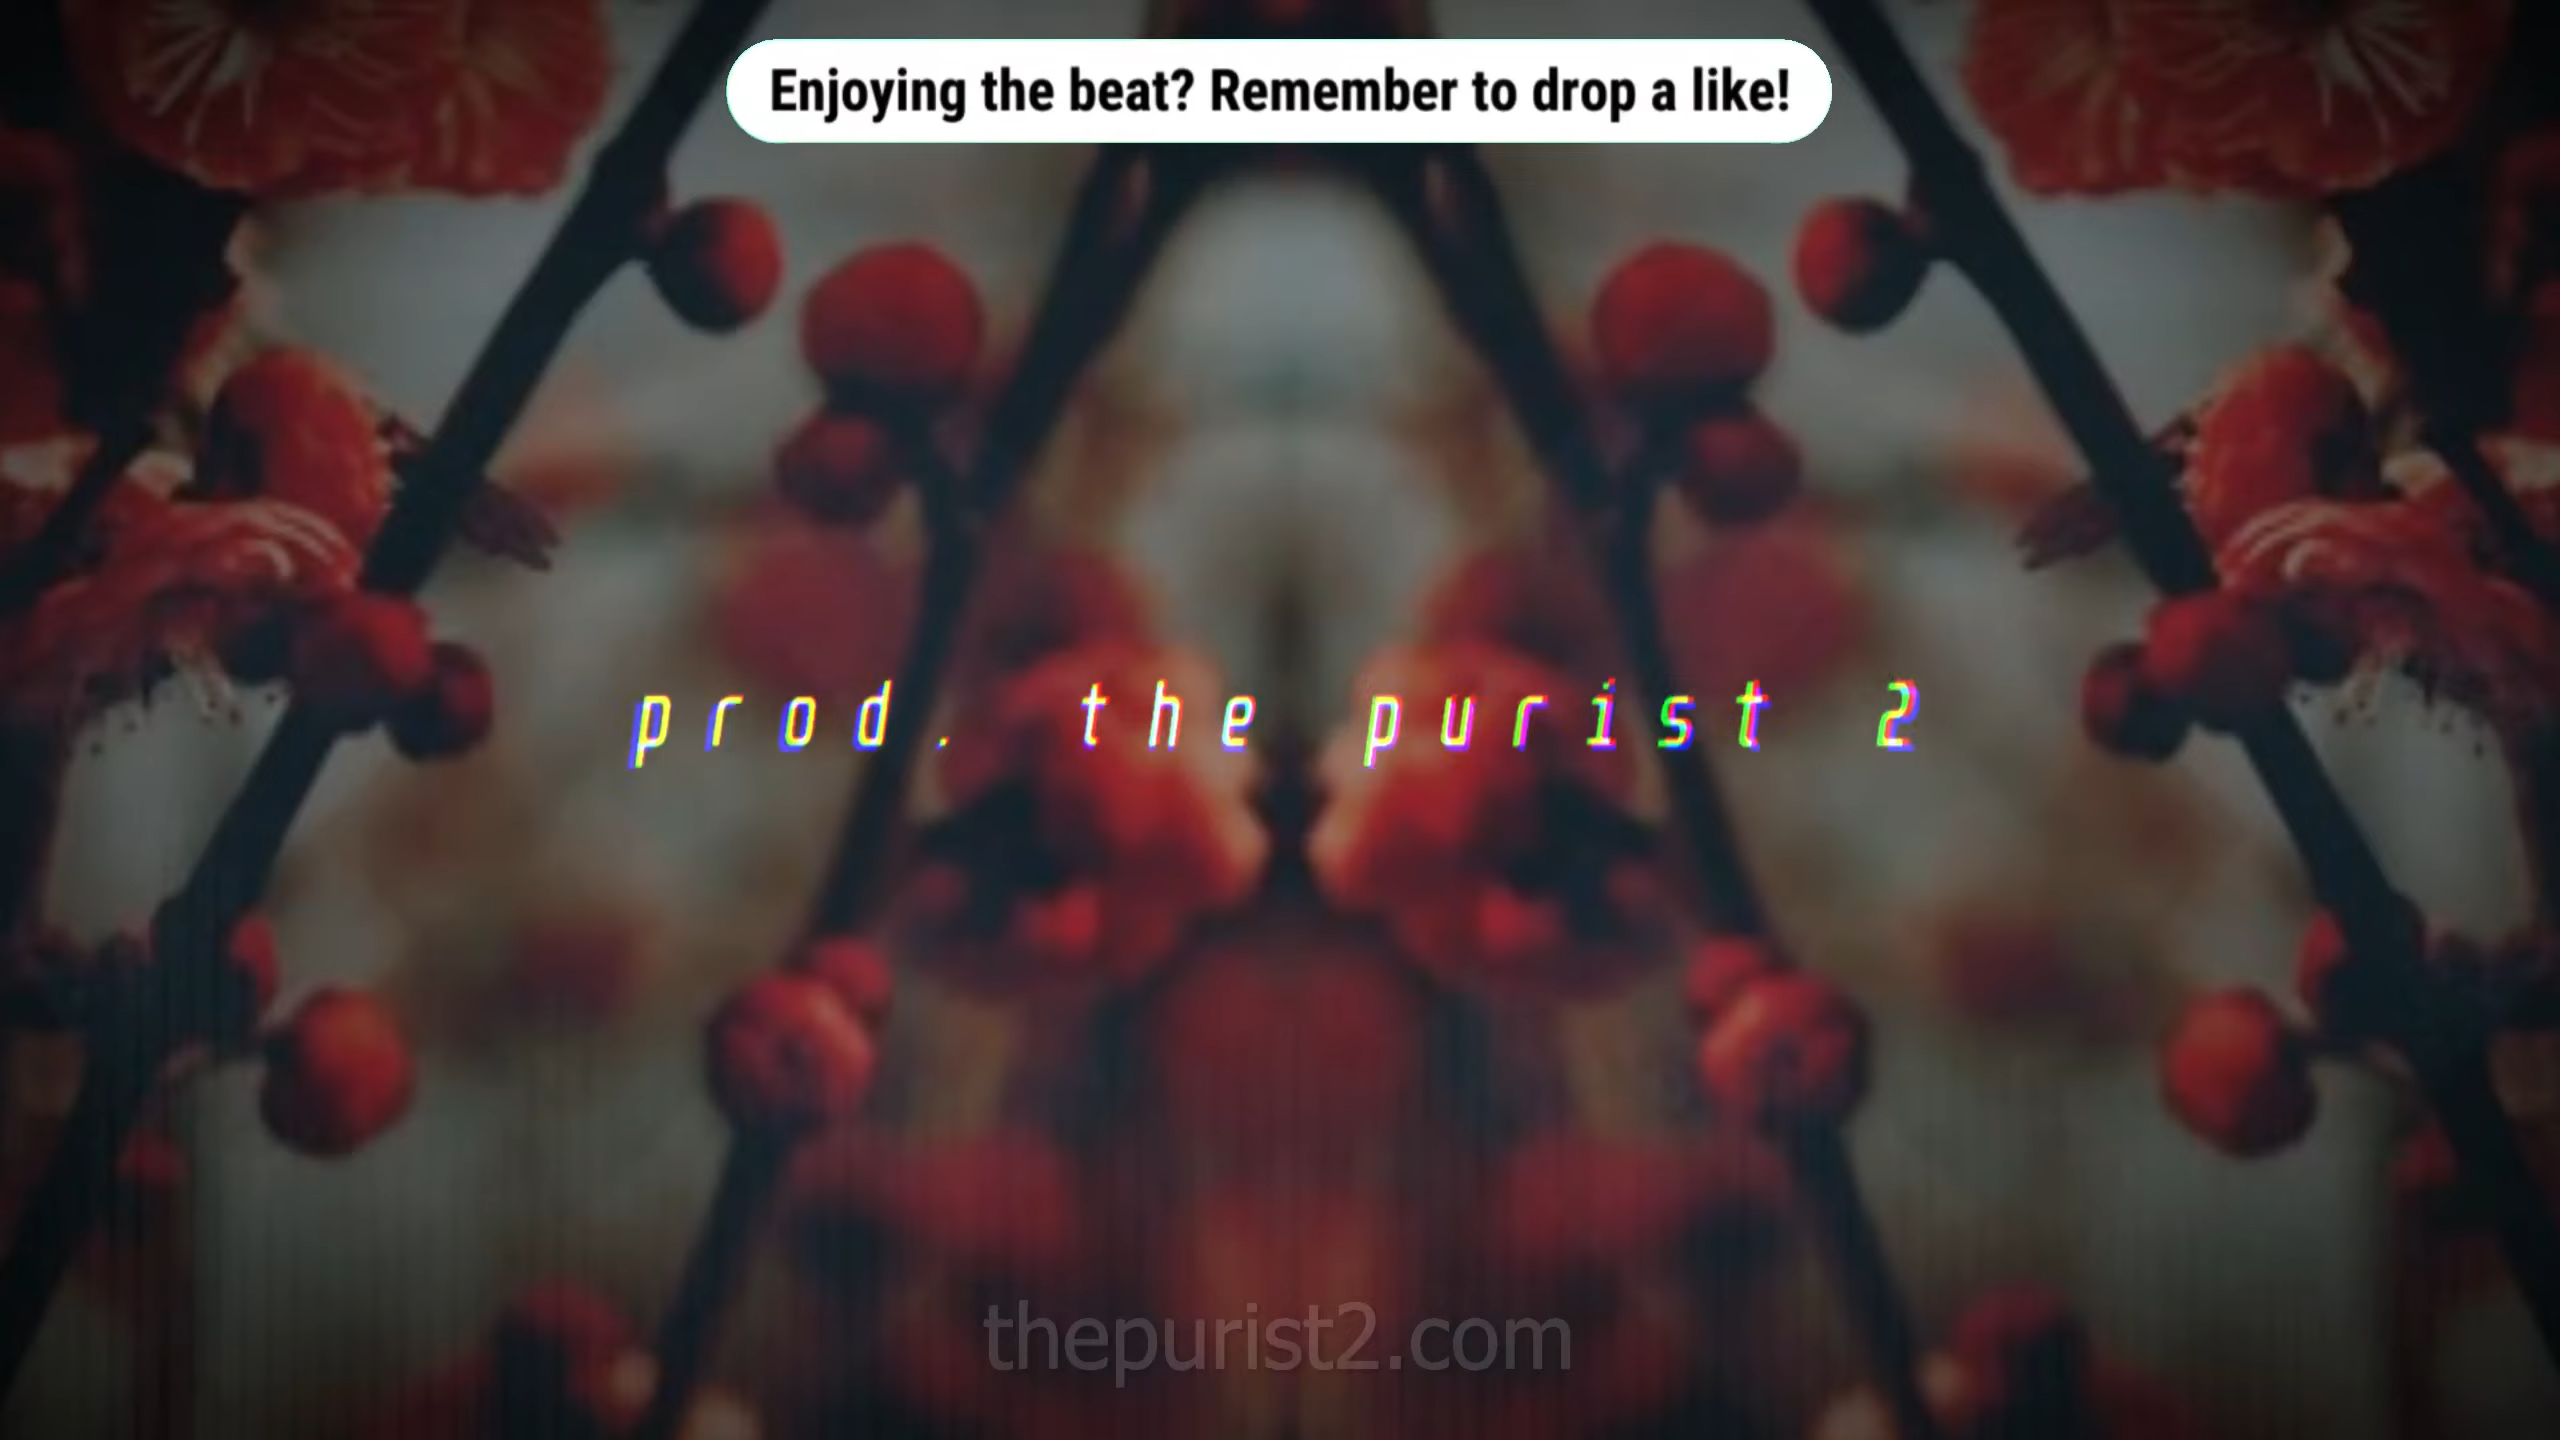 Enjoying the beat? Remember to drop a like!
prod. the purist 2
thepurist2.com